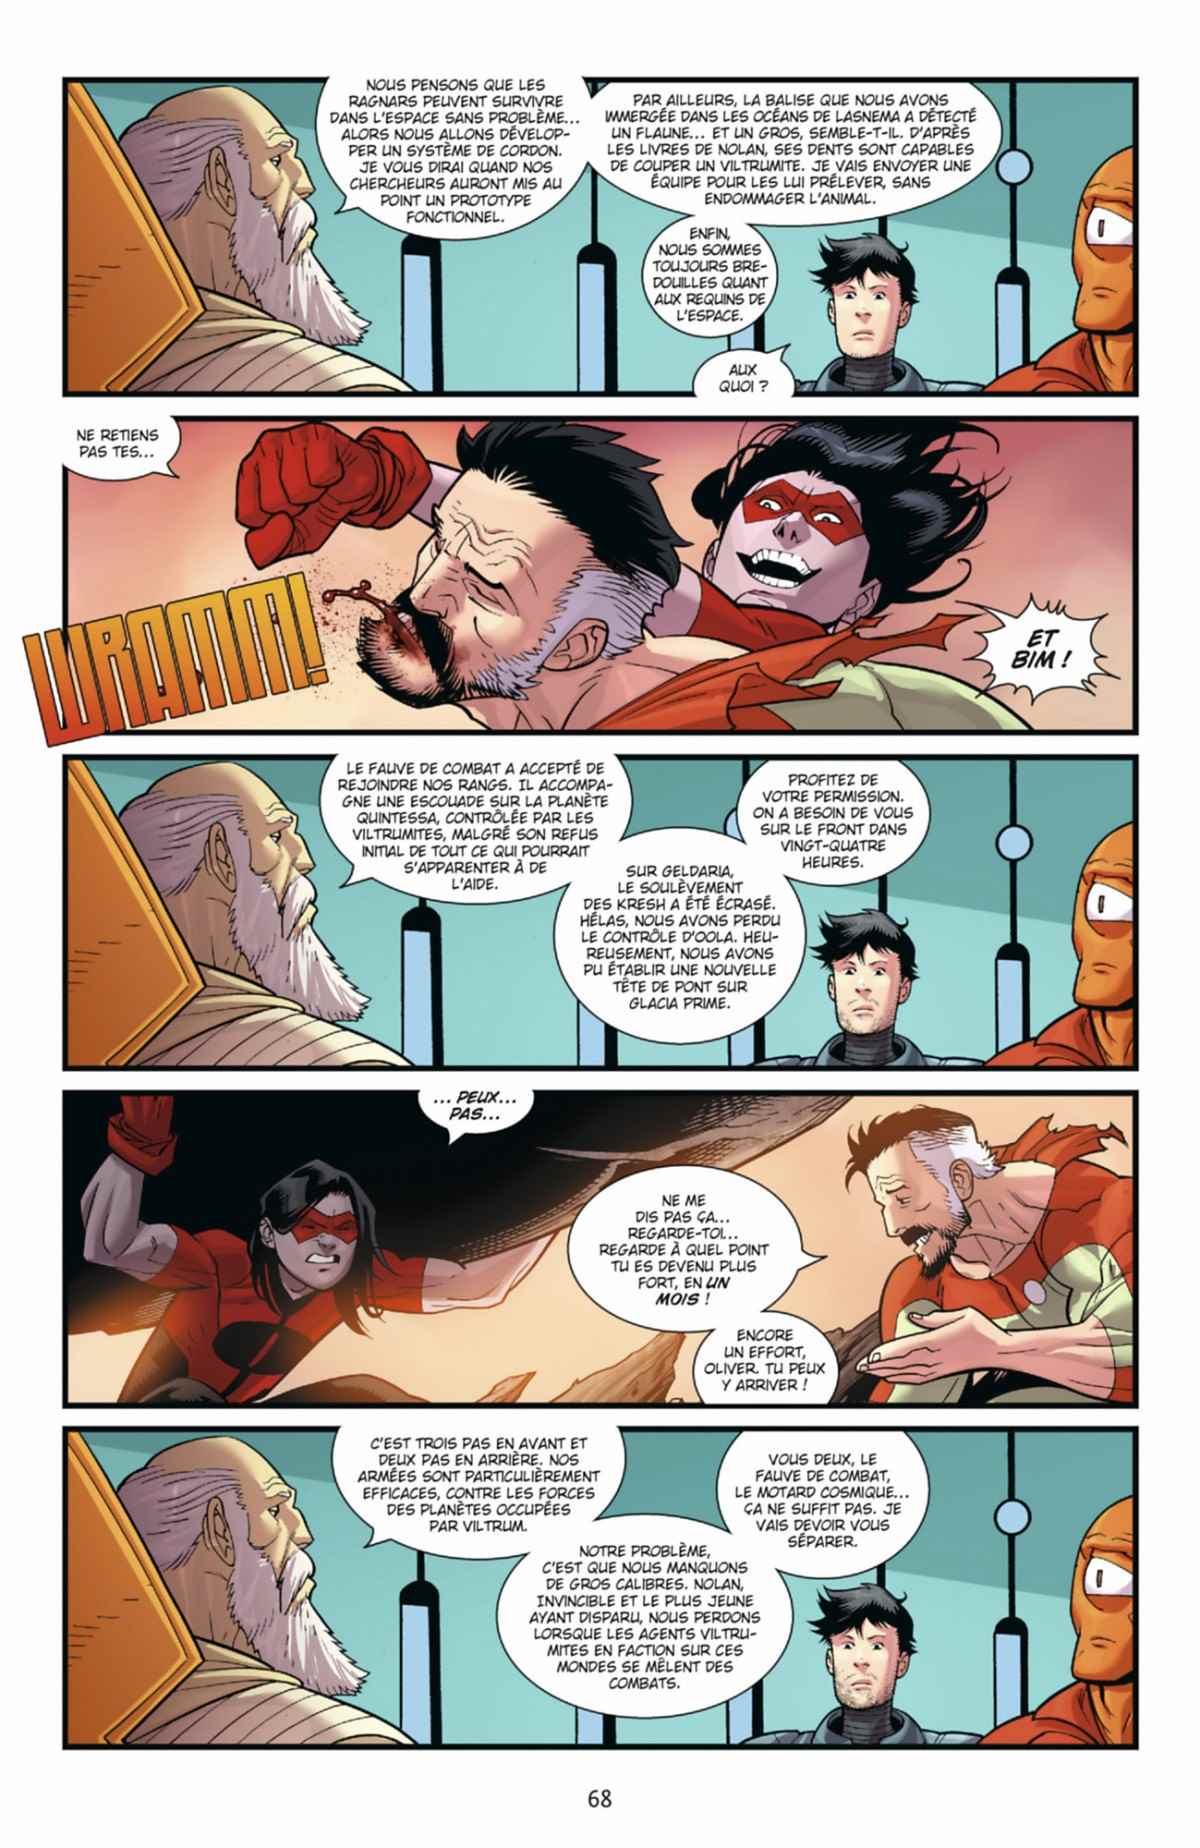 NOUS PENSONS QUE LES
RAGNARS PEUVENT SURVIVRE
DANS L'ESPACE SANS PROBLÈME...
ALORS NOUS ALLONS DÉVELOP-
PER UN SYSTÈME DE CORDON.
JE VOUS DIRAI QUAND NOS
CHERCHEURS AURONT MIS AU
POINT UN PROTOTYPE
FONCTIONNEL.
PAR AILLEURS, LA BALISE QUE NOUS AVONS
IMMERGÉE DANS LES OCÉANS DE LASNEMA A DÉTECTÉ
UN FLAUNE... ET UN GROS, SEMBLE-T-IL. D'APRÈS
LES LIVRES DE NOLAN, SES DENTS SONT CAPABLES
DE COUPER UN VILTRUMITE. JE VAIS ENVOYER UNE
ÉQUIPE POUR LES LUI PRÉLEVER, SANS
ENDOMMAGER L'ANIMAL.
ENFIN,
NOUS SOMMES
TOUJOURS BRE-
DOUILLES QUANT
AUX REQUINS DE
L'ESPACE.
AUX
QUOI ?
NE RETIENS
PAS TES...
WRAMM!
ET
BIM !
LE FAUVE DE COMBAT A ACCEPTÉ DE
REJOINDRE NOS RANGS. IL ACCOMPA-
GNE UNE ESCOUADE SUR LA PLANÈTE
QUINTESSA, CONTRÔLÉE PAR LES
VILTRUMITES, MALGRÉ SON REFUS
INITIAL DE TOUT CE QUI POURRAIT
S'APPARENTER À DE
L'AIDE.
SUR GELDARIA,
LE SOULÈVEMENT
DES KRESH A ÉTÉ ÉCRASÉ.
HÉLAS, NOUS AVONS PERDU
LE CONTRÔLE D'OOLA. HEU-
REUSEMENT, NOUS AVONS
PU ÉTABLIR UNE NOUVELLE
TÊTE DE PONT SUR
GLACIA PRIME.
PROFITEZ DE
VOTRE PERMISSION.
ON A BESOIN DE VOUS
SUR LE FRONT DANS
VINGT-QUATRE
HEURES.
... PEUX...
PAS...
NE ME
DIS PAS ÇA...
REGARDE-TOI...
REGARDE À QUEL POINT
TU ES DEVENU PLUS
FORT, EN UN
MOIS !
ENCORE
UN EFFORT,
OLIVER. TU PEUX
Y ARRIVER !
C'EST TROIS PAS EN AVANT ET
DEUX PAS EN ARRIÈRE. NOS
ARMÉES SONT PARTICULIÈREMENT
EFFICACES, CONTRE LES FORCES
DES PLANÈTES OCCUPÉES
PAR VILTRUM.
NOTRE PROBLÈME,
C'EST QUE NOUS MANQUONS
DE GROS CALIBRES. NOLAN,
INVINCIBLE ET LE PLUS JEUNE
AYANT DISPARU, NOUS PERDONS
LORSQUE LES AGENTS VILTRU-
MITES EN FACTION SUR CES
MONDES SE MÊLENT DES
COMBATS.
VOUS DEUX, LE
FAUVE DE COMBAT,
LE MOTARD COSMIQUE...
ÇA NE SUFFIT PAS. JE
VAIS DEVOIR VOUS
SÉPARER.
68